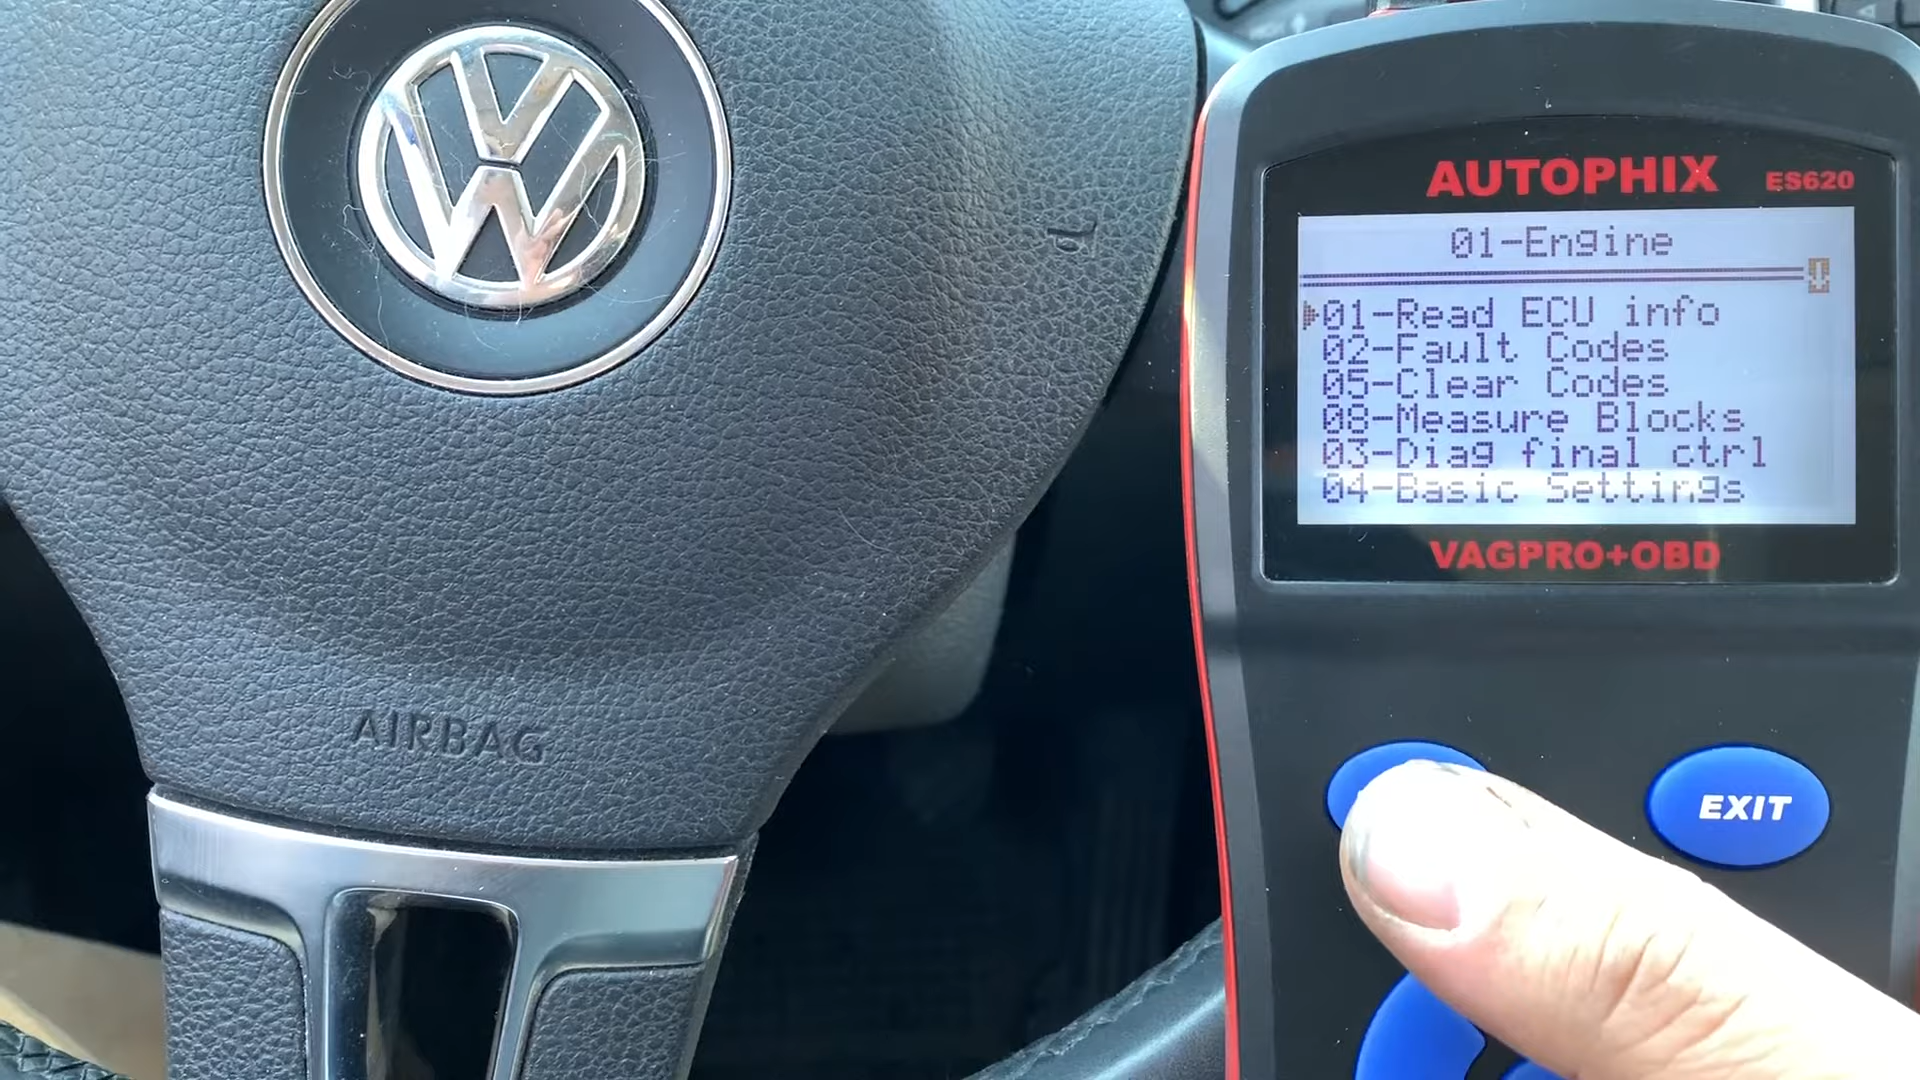 AUTOPHIX ES620
01-Engine
01-Read ECU info
02-Fault Codes
05-Clear Codes
08-Measure Blocks
03-Diag final ctrl
04-Basic Settings
VAGPRO+OBD
EXIT
AIRBAG